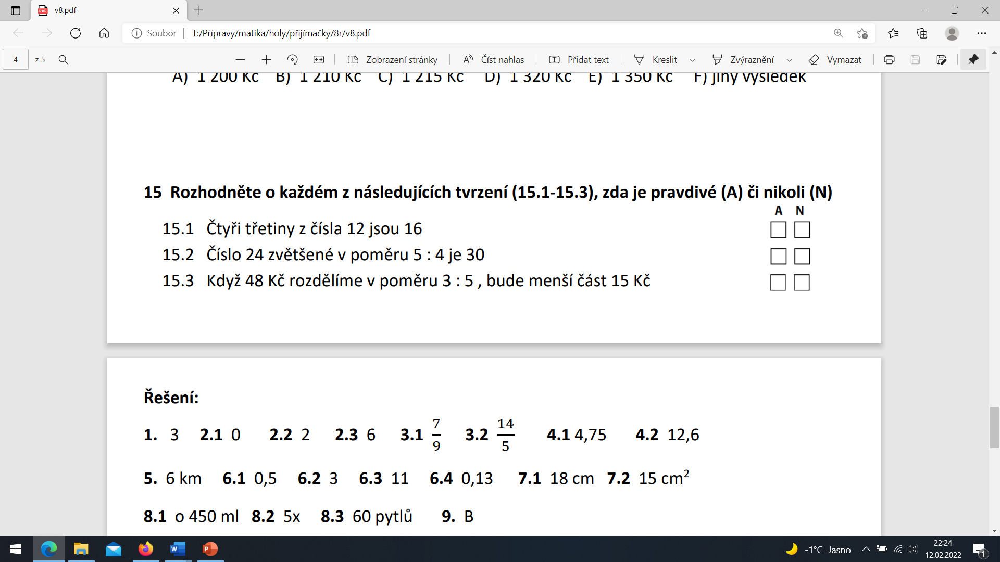 v8.pdf
Soubor | T:/Přípravy/matika/holy/přijímačky/8r/v8.pdf
4 z 5 Zobrazení stránky Číst nahlas Přidat text Kreslit Zvýraznění Vymazat
A) 1 200 Kč B) 1 210 Kč C) 1 215 Kč D) 1 320 Kč E) 1 350 Kč F) jiný výsledek
15 Rozhodněte o každém z následujících tvrzení (15.1-15.3), zda je pravdivé (A) či nikoli (N)
A N
15.1 Čtyři třetiny z čísla 12 jsou 16
15.2 Číslo 24 zvětšené v poměru 5 : 4 je 30
15.3 Když 48 Kč rozdělíme v poměru 3 : 5 , bude menší část 15 Kč
Řešení:
1. 3 2.1 0 2.2 2 2.3 6 3.1 7/9 3.2 14/5 4.1 4,75 4.2 12,6
5. 6 km 6.1 0,5 6.2 3 6.3 11 6.4 0,13 7.1 18 cm 7.2 15 cm²
8.1 o 450 ml 8.2 5x 8.3 60 pytlů 9. B
-1°C Jasno
22:24
12.02.2022
1